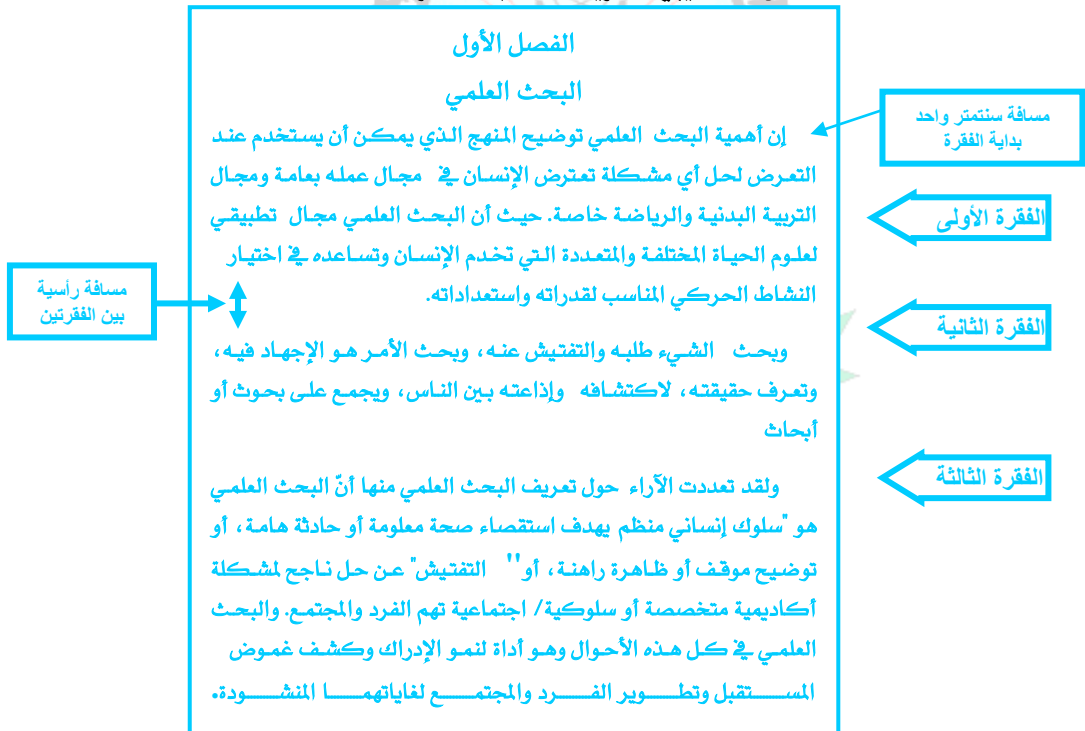 الفصل الأول
البحث العلمي
مسافة سنتمتر واحد
بداية الفقرة
إن أهمية البحث العلمي توضيح المنهج الذي يمكن أن يستخدم عند
التعرض لحل أي مشكلة تعترض الإنسان في مجال عمله بعامة ومجال
التربية البدنية والرياضة خاصة. حيث أن البحث العلمي مجال تطبيقي
لعلوم الحياة المختلفة والمتعددة التي تخدم الإنسان وتساعده في اختيار
النشاط الحركي المناسب لقدراته واستعداداته.
الفقرة الأولى
مسافة رأسية
بين الفقرتين
وبحث الشيء طلبه والتفتيش عنه، وبحث الأمر هو الإجهاد فيه،
وتعرف حقيقته، لاكتشافه وإذاعته بين الناس، ويجمع على بحوث أو
أبحاث
الفقرة الثانية
ولقد تعددت الآراء حول تعريف البحث العلمي منها أنّ البحث العلمي
هو "سلوك إنساني منظم يهدف استقصاء صحة معلومة أو حادثة هامة، أو
توضيح موقف أو ظاهرة راهنة، أو'' التفتيش" عن حل ناجح لمشكلة
أكاديمية متخصصة أو سلوكية/ اجتماعية تهم الفرد والمجتمع. والبحث
العلمي في كل هذه الأحوال وهو أداة لنمو الإدراك وكشف غموض
المستقبل وتطوير الفرد والمجتمع لغاياتهما المنشودة.
الفقرة الثالثة